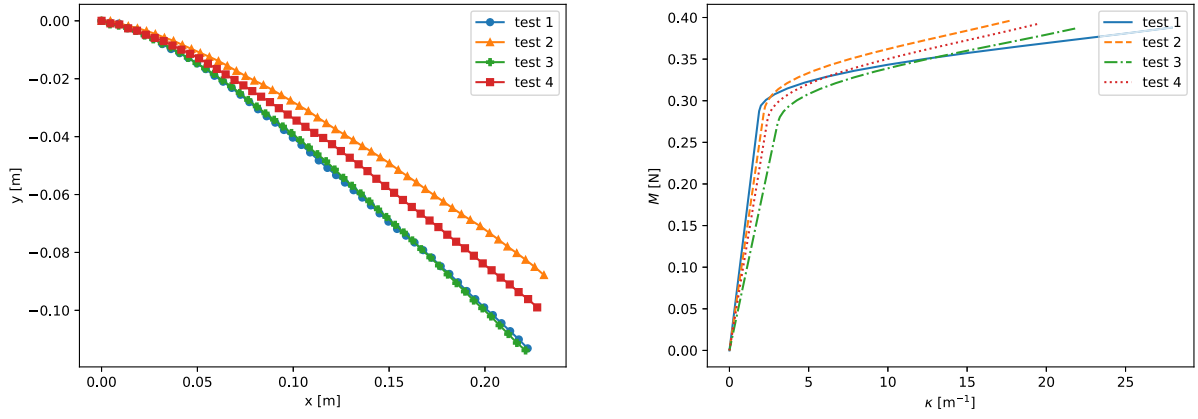 0.00
−0.02
−0.04
−0.06
−0.08
−0.10
y [m]
0.00 0.05 0.10 0.15 0.20
x [m]
test 1
test 2
test 3
test 4
0.40
0.35
0.30
0.25
0.20
0.15
0.10
0.05
0.00
M [N]
0 5 10 15 20 25
κ [m⁻¹]
test 1
test 2
test 3
test 4